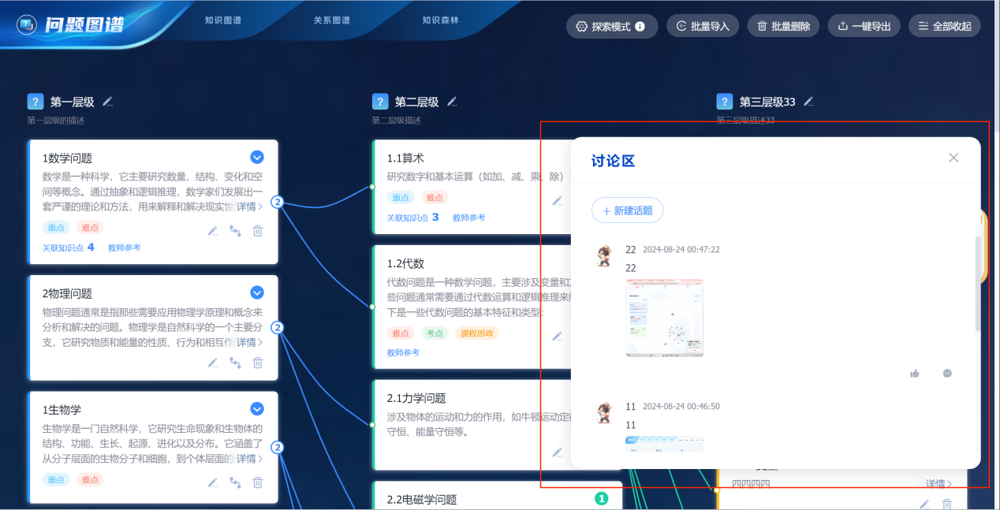 问题图谱
知识图谱
关系图谱
知识森林
探索模式
批量导入
批量删除
一键导出
全部收起
第一层级
第一层级的描述
1数学问题
数学是一种科学，它主要研究数量、结构、变化和空
间等概念。通过抽象和逻辑推理，数学家们发展出一
套严谨的理论和方法，用来解释和解决现实世 详情
重点 难点
关联知识点 4 教师参考
2
2物理问题
物理问题通常是指那些需要应用物理学原理和概念来
分析和解决的问题。物理学是自然科学的一个主要分
支，它研究物质和能量的性质、行为和相互作 详情
2
1生物学
生物学是一门自然科学，它研究生命现象和生物体的
结构、功能、生长、起源、进化以及分布。它涵盖了
从分子层面的生物分子和细胞，到个体层面的 详情
重点 难点
2
第二层级
第二层级描述
1.1算术
研究数字和基本运算（如加、减、乘、除）
重点 难点
关联知识点 3 教师参考
1.2代数
代数问题是一种数学问题，主要涉及变量和
些问题通常需要通过代数运算和逻辑推理来
下是一些代数问题的基本特征和类型：
难点 考点 课程思政
教师参考
2.1力学问题
涉及物体的运动和力的作用，如牛顿运动定
守恒、能量守恒等。
2.2电磁学问题
1
第三层级33
第三层级描述33
讨论区
+ 新建话题
22 2024-08-24 00:47:22
22
11 2024-08-24 00:46:50
11
四四四四
详情